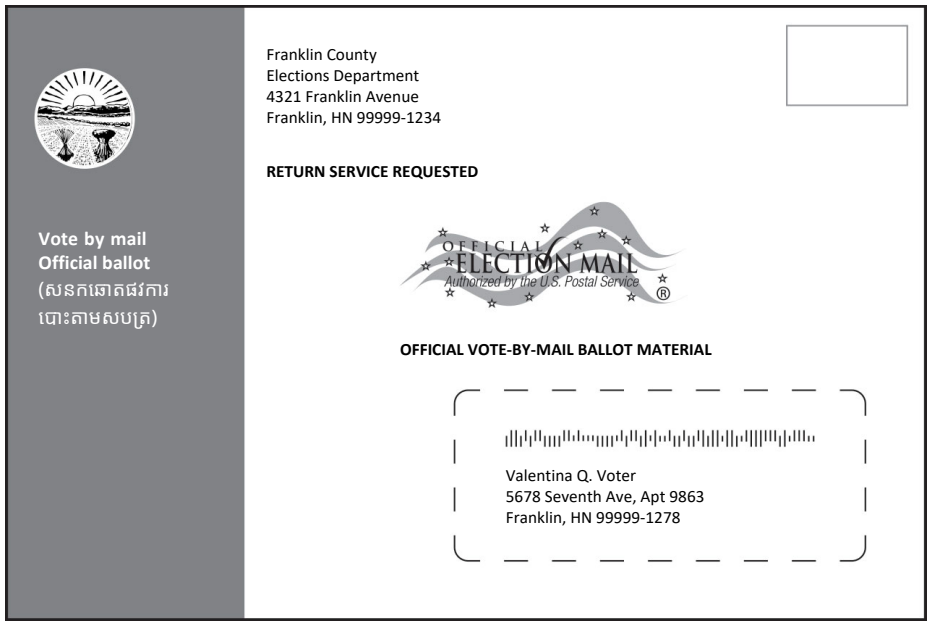 Franklin County
Elections Department
4321 Franklin Avenue
Franklin, HN 99999-1234
RETURN SERVICE REQUESTED
Vote by mail
Official ballot
(សនកឆោតផវការ
បោះតាមសបត្រ)
OFFICIAL
ELECTION MAIL
Authorized by the U.S. Postal Service
®
OFFICIAL VOTE-BY-MAIL BALLOT MATERIAL
Valentina Q. Voter
5678 Seventh Ave, Apt 9863
Franklin, HN 99999-1278